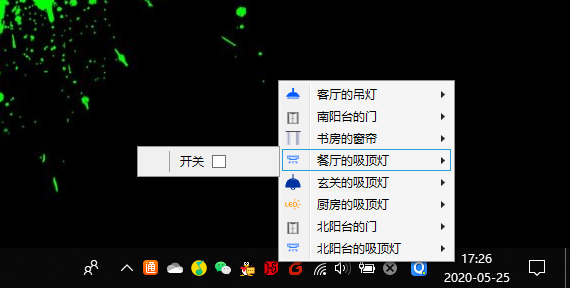 客厅的吊灯
南阳台的门
书房的窗帘
开关
餐厅的吸顶灯
玄关的吸顶灯
LED
厨房的吸顶灯
北阳台的门
北阳台的吸顶灯
通
17:26
2020-05-25